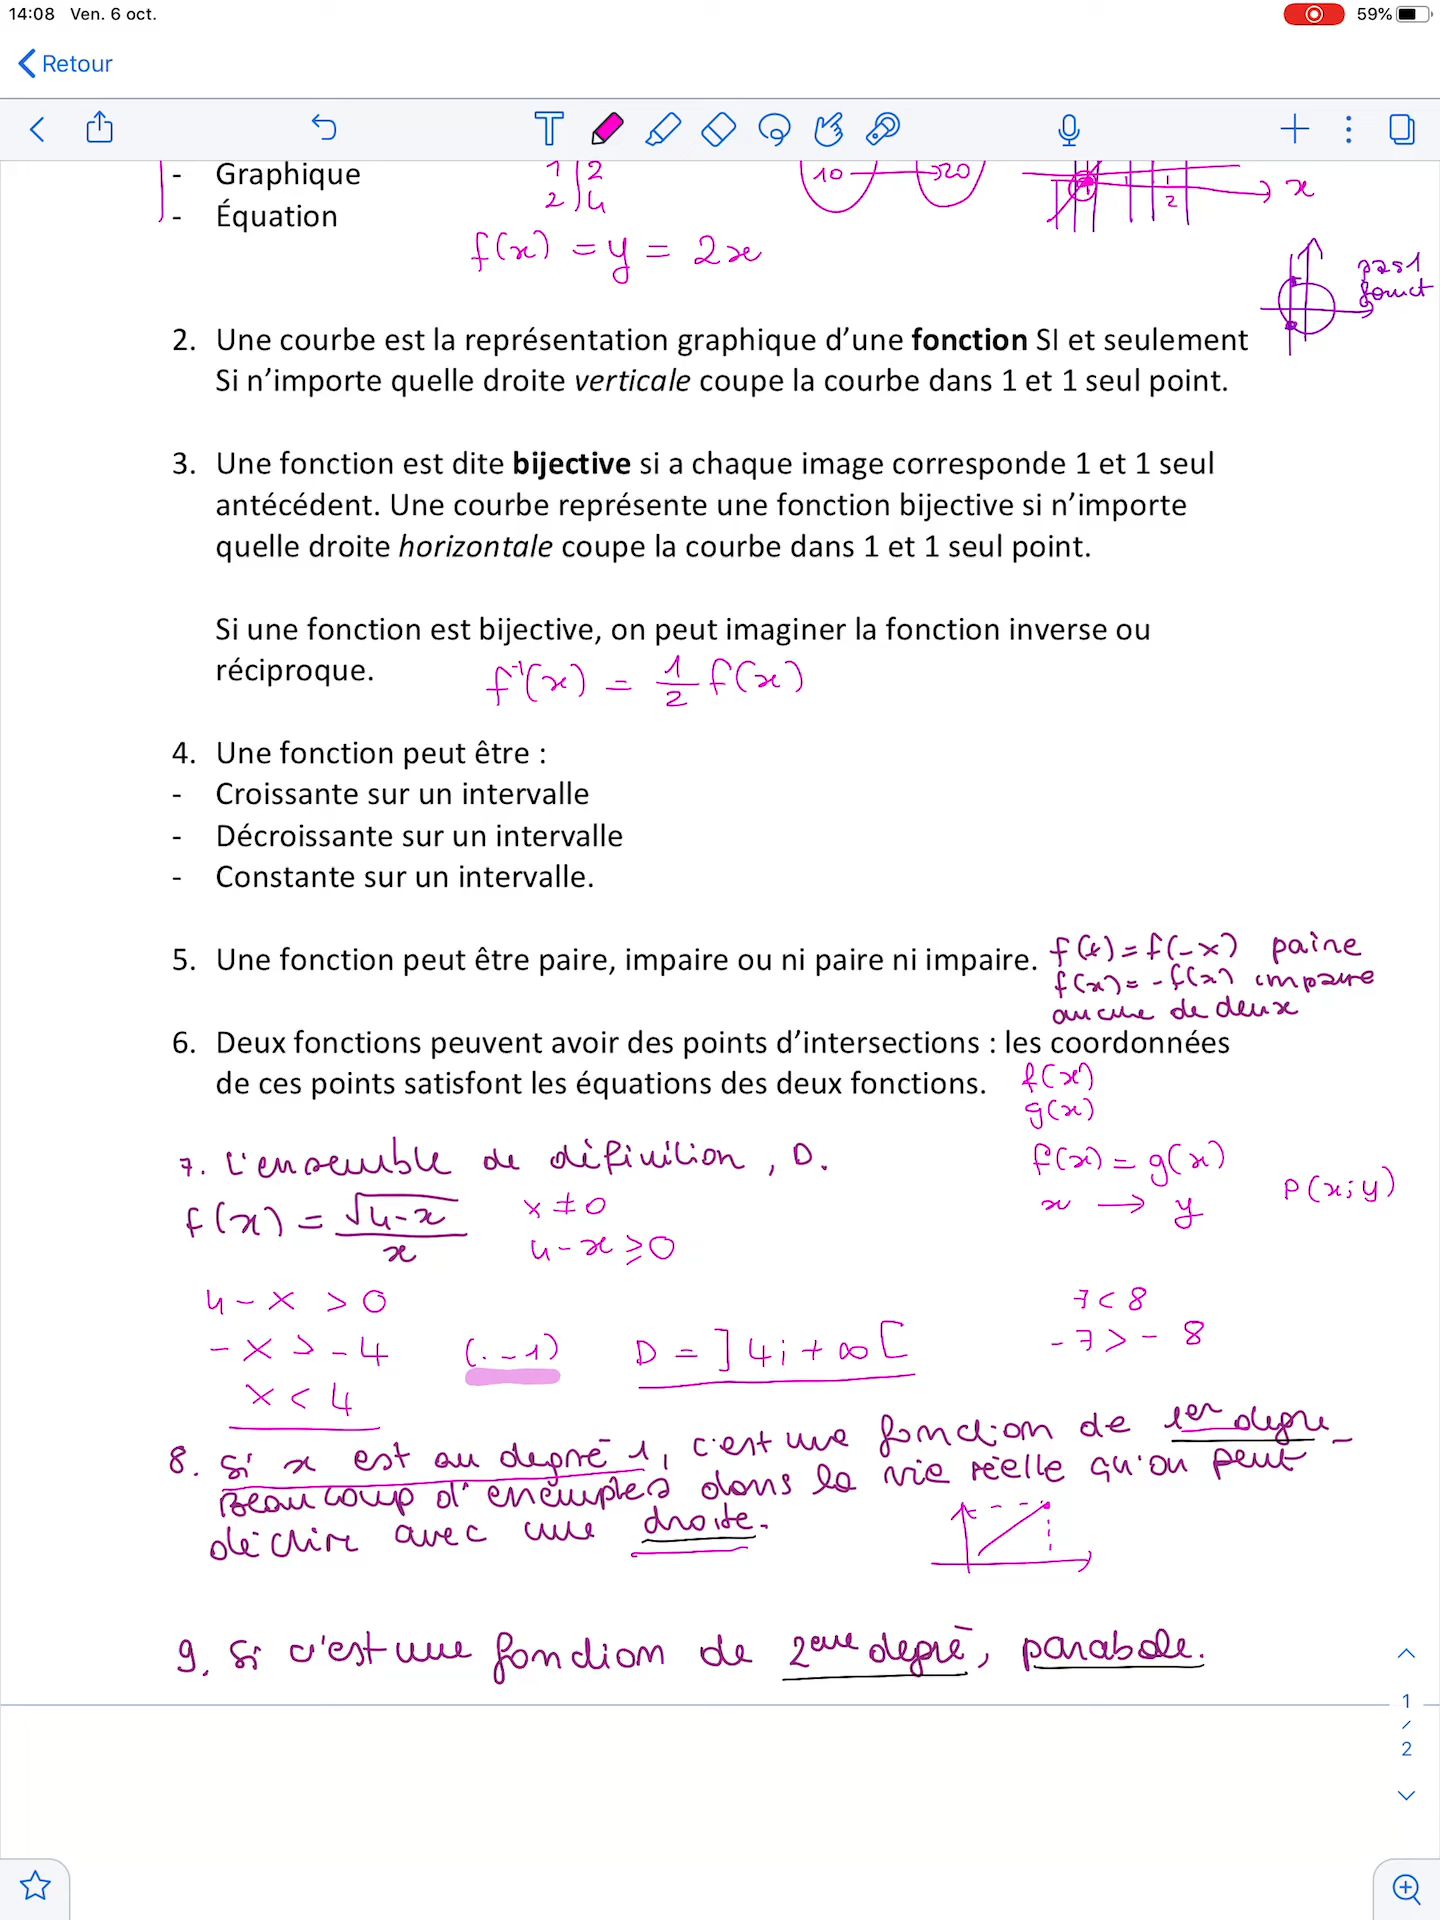 14:08 Ven. 6 oct.
59%
Retour
- Graphique
- Équation
1 | 2
2 | 4
10 → 20
1
2
x
f(x) = y = 2x
pas 1
fonct
2. Une courbe est la représentation graphique d’une fonction SI et seulement
Si n’importe quelle droite verticale coupe la courbe dans 1 et 1 seul point.
3. Une fonction est dite bijective si a chaque image corresponde 1 et 1 seul
antécédent. Une courbe représente une fonction bijective si n’importe
quelle droite horizontale coupe la courbe dans 1 et 1 seul point.
Si une fonction est bijective, on peut imaginer la fonction inverse ou
réciproque.
f⁻¹(x) = 1/2 f(x)
4. Une fonction peut être :
- Croissante sur un intervalle
- Décroissante sur un intervalle
- Constante sur un intervalle.
5. Une fonction peut être paire, impaire ou ni paire ni impaire.
f(x) = f(-x) paire
f(x) = -f(x) impaire
aucune de deux
6. Deux fonctions peuvent avoir des points d’intersections : les coordonnées
de ces points satisfont les équations des deux fonctions.
f(x)
g(x)
f(x) = g(x)
x → y
P(x;y)
7. L'ensemble de définition, D.
f(x) = √(4-x) / x
x ≠ 0
4-x ≥ 0
4-x > 0
-x > -4 (·-1)
x < 4
D = ]4;+∞[
7 < 8
-7 > -8
8. Si x est au degré 1, c'est une fonction de 1er degré_
Beaucoup d'exemples dans la vie réelle qu'on peut
décrire avec une droite.
9. Si c'est une fonction de 2eme degré, parabole.
1
/
2